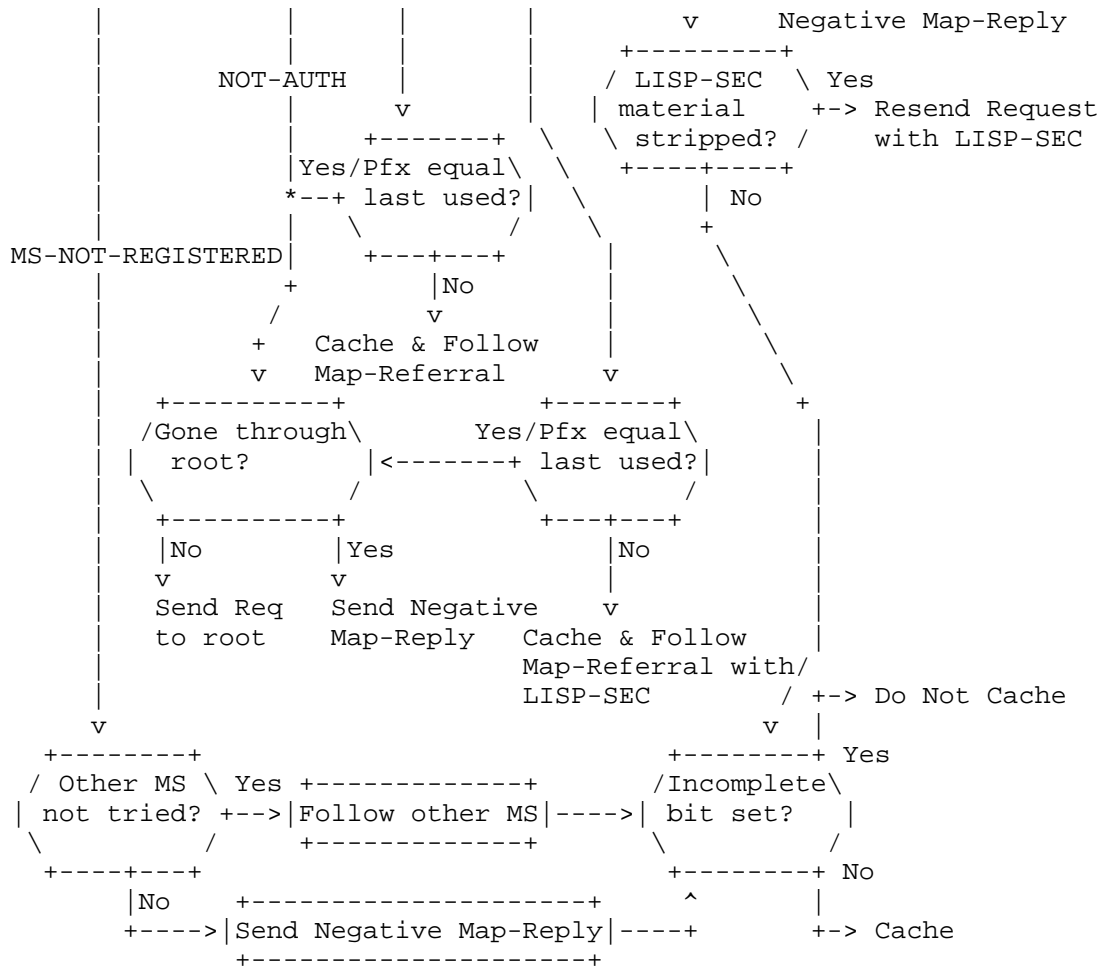 v Negative Map-Reply
NOT-AUTH / LISP-SEC \ Yes
v | material +-> Resend Request
\ stripped? / with LISP-SEC
Yes/Pfx equal\
*--+ last used?| | No
MS-NOT-REGISTERED|
|No
v
+ Cache & Follow
v Map-Referral v
/Gone through\ Yes/Pfx equal\
| root? |<-------+ last used?|
|No |Yes |No
v v
Send Req Send Negative v
to root Map-Reply Cache & Follow
Map-Referral with/
LISP-SEC / +-> Do Not Cache
v v |
Yes
/ Other MS \ Yes +-------------+ /Incomplete\
| not tried? +-->|Follow other MS|---->| bit set? |
No
|No +--------------------+ ^ |
+---->|Send Negative Map-Reply|----+ +-> Cache